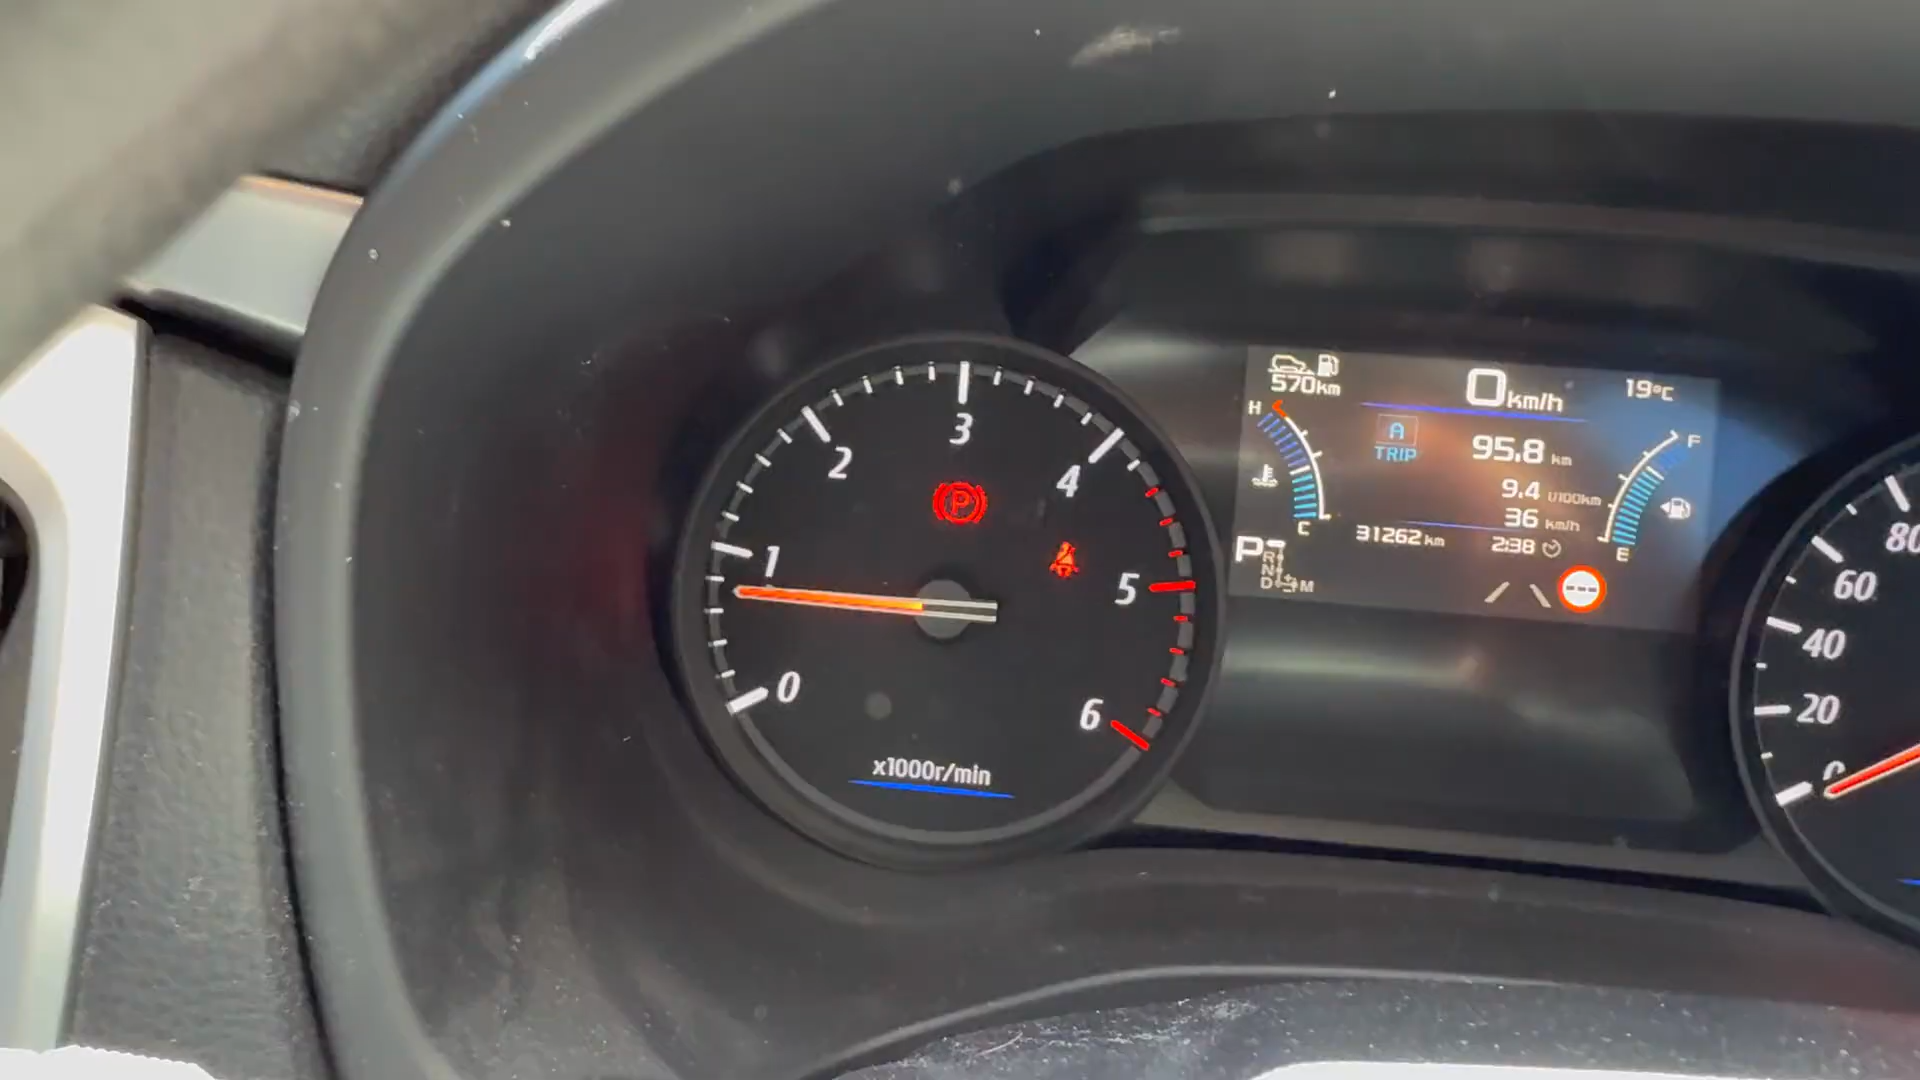 570km
0km/h
19°C
H
C
A
TRIP
95.8 km
9.4 l/100km
36 km/h
31262 km
2:38
F
E
P
R
N
D
+
-
M
0
1
2
3
4
5
6
P
x1000r/min
80
60
40
20
0